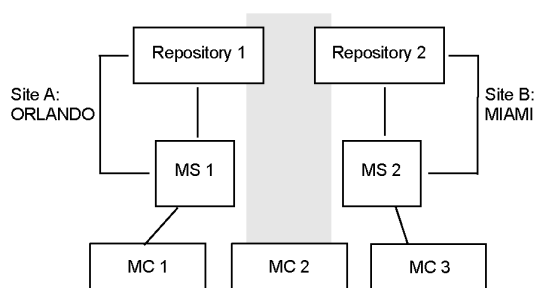 Repository 1
Repository 2
Site A:
ORLANDO
Site B:
MIAMI
MS 1
MS 2
MC 1
MC 2
MC 3